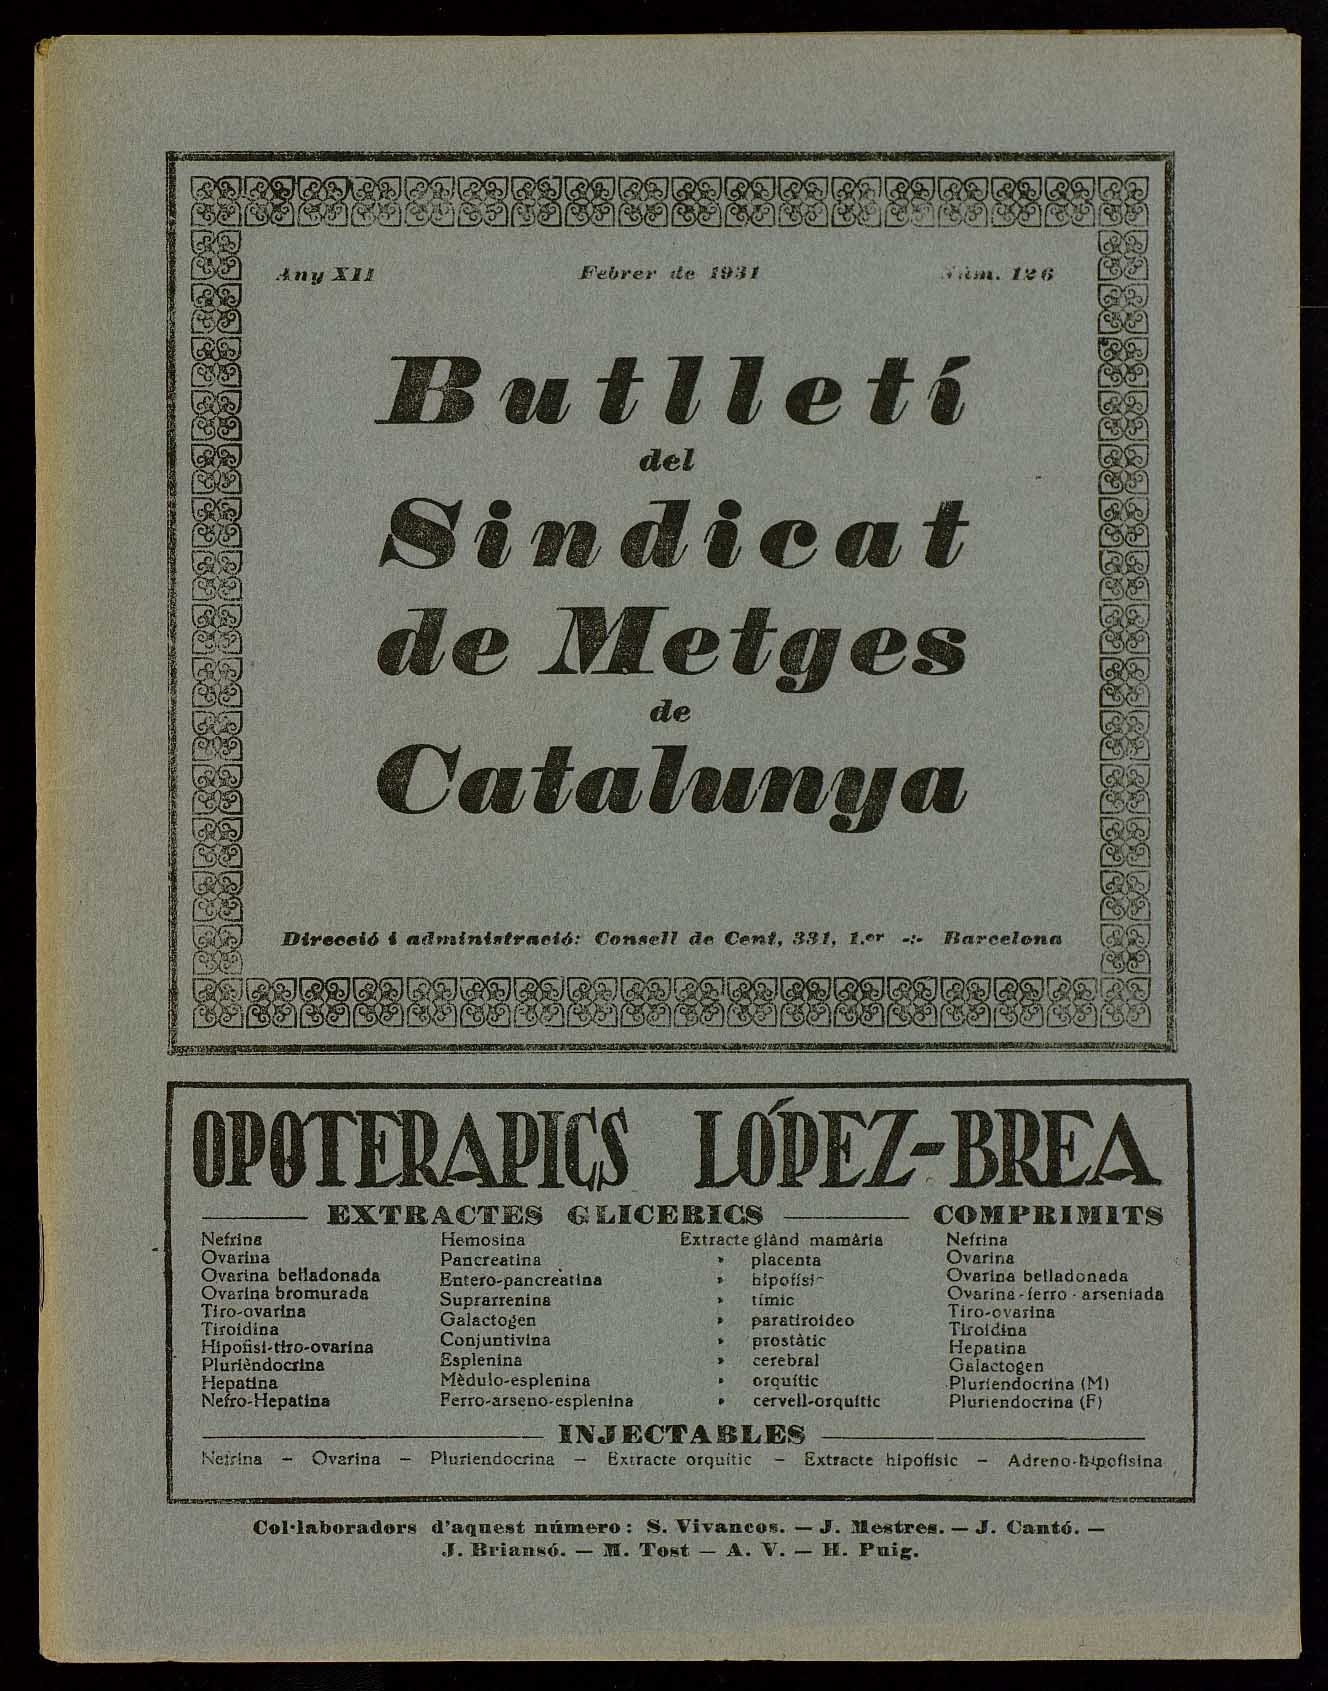 Any XII Febrer de 1931 Núm. 126
Butlletí
del
Sindicat
de Metges
de
Catalunya
Direcció i administració: Consell de Cent, 331, 1.er -:- Barcelona
OPOTERAPICS LÓPEZ-BREA
EXTRACTES GLICERICS
Nefrina
Ovarina
Ovarina belladonada
Ovarina bromurada
Tiro-ovarina
Tiroidina
Hipofisi-tiro-ovarina
Plurièndocrina
Hepatina
Nefro-Hepatina
Hemosina
Pancreatina
Entero-pancreàtina
Suprarrenina
Galactogen
Conjuntivina
Esplenina
Mèdulo-esplenina
Ferro-arseno-esplenina
Extracte glànd mamària
» placenta
» hipofísi
» tímic
» paratiroideo
» prostàtic
» cerebral
» orquític
» cervell-orquític
COMPRIMITS
Nefrina
Ovarina
Ovarina belladonada
Ovarina-ferro-arseniada
Tiro-ovarina
Tiroidina
Hepatina
Galactogen
Pluriendocrina (M)
Pluriendocrina (F)
INJECTABLES
Nefrina — Ovarina — Pluriendocrina — Extracte orquític — Extracte hipofísic — Adreno-hipofisina
Col·laboradors d'aquest número: S. Vivancos. — J. Mestres. — J. Cantó. —
J. Briansó. — M. Tost — A. V. — H. Puig.